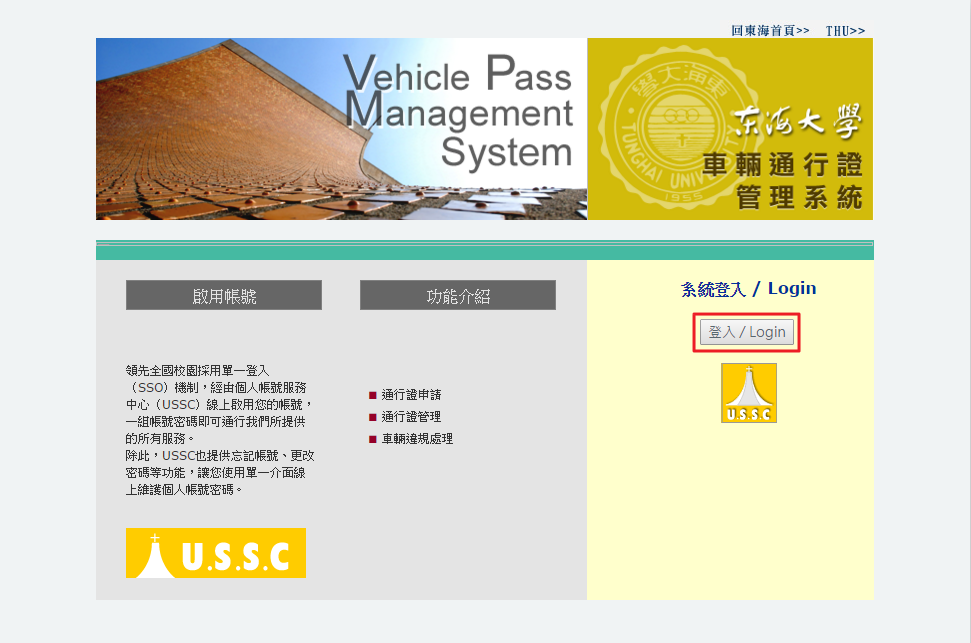 回東海首頁>> THU>>
Vehicle Pass
Management
System
東海大學
TUNGHAI UNIVERSITY
1955
东海大學
車輛通行證
管理系統
啟用帳號
功能介紹
系統登入 / Login
登入 / Login
U.S.S.C
領先全國校園採用單一登入
（SSO）機制，經由個人帳號服務
中心（USSC）線上啟用您的帳號，
一組帳號密碼即可通行我們所提供
的所有服務。
除此，USSC也提供忘記帳號、更改
密碼等功能，讓您使用單一介面線
上維護個人帳號密碼。
通行證申請
通行證管理
車輛違規處理
U.S.S.C